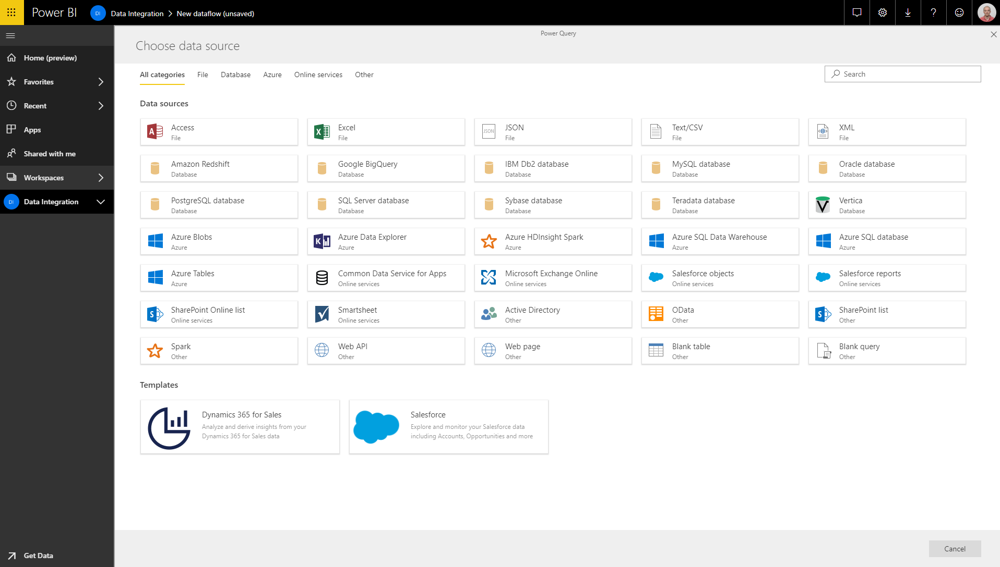 Power BI
DI
Data Integration
New dataflow (unsaved)
Power Query
Choose data source
Home (preview)
Favorites
Recent
Apps
Shared with me
Workspaces
DI
Data Integration
Get Data
All categories
File
Database
Azure
Online services
Other
Search
Data sources
Access
File
Excel
File
JSON
JSON
File
Text/CSV
File
XML
File
Amazon Redshift
Database
Google BigQuery
Database
IBM Db2 database
Database
MySQL database
Database
Oracle database
Database
PostgreSQL database
Database
SQL Server database
Database
Sybase database
Database
Teradata database
Database
Vertica
Database
Azure Blobs
Azure
Azure Data Explorer
Azure
Azure HDInsight Spark
Azure
Azure SQL Data Warehouse
Azure
Azure SQL database
Azure
Azure Tables
Azure
Common Data Service for Apps
Online services
Microsoft Exchange Online
Online services
Salesforce objects
Online services
Salesforce reports
Online services
SharePoint Online list
Online services
Smartsheet
Online services
Active Directory
Other
OData
Other
SharePoint list
Other
Spark
Other
Web API
Other
Web page
Other
Blank table
Other
Blank query
Other
Templates
Dynamics 365 for Sales
Analyze and derive insights from your
Dynamics 365 for Sales data
Salesforce
Explore and monitor your Salesforce data
including Accounts, Opportunities and more
Cancel